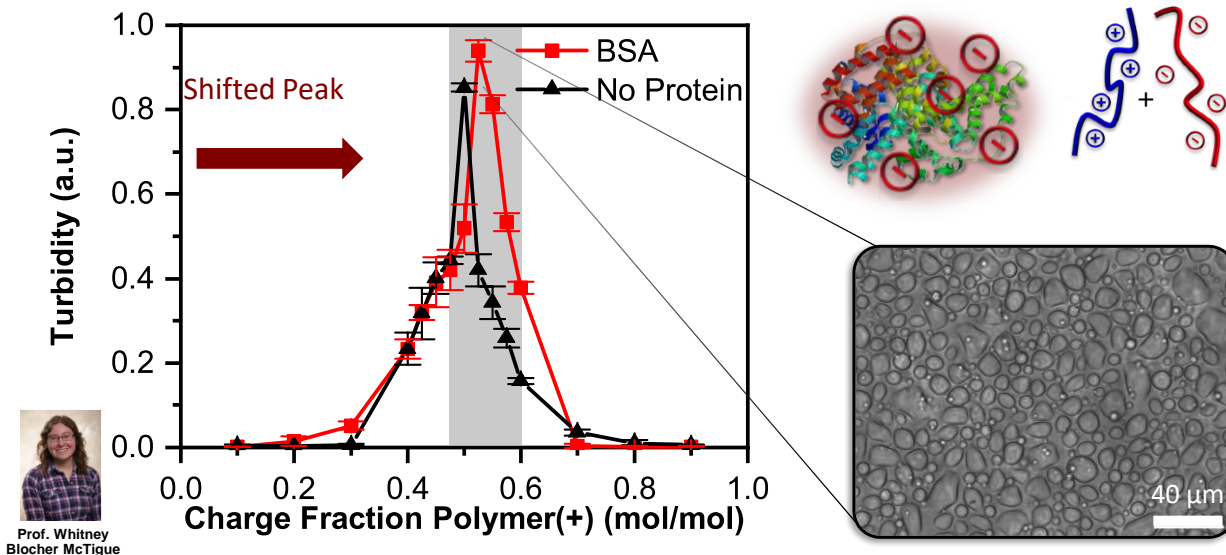 1.0
0.8
0.6
0.4
0.2
0.0
Turbidity (a.u.)
Shifted Peak
BSA
No Protein
0.0 0.2 0.4 0.6 0.8 1.0
Charge Fraction Polymer(+) (mol/mol)
+
40 µm
Prof. Whitney
Blocher McTigue